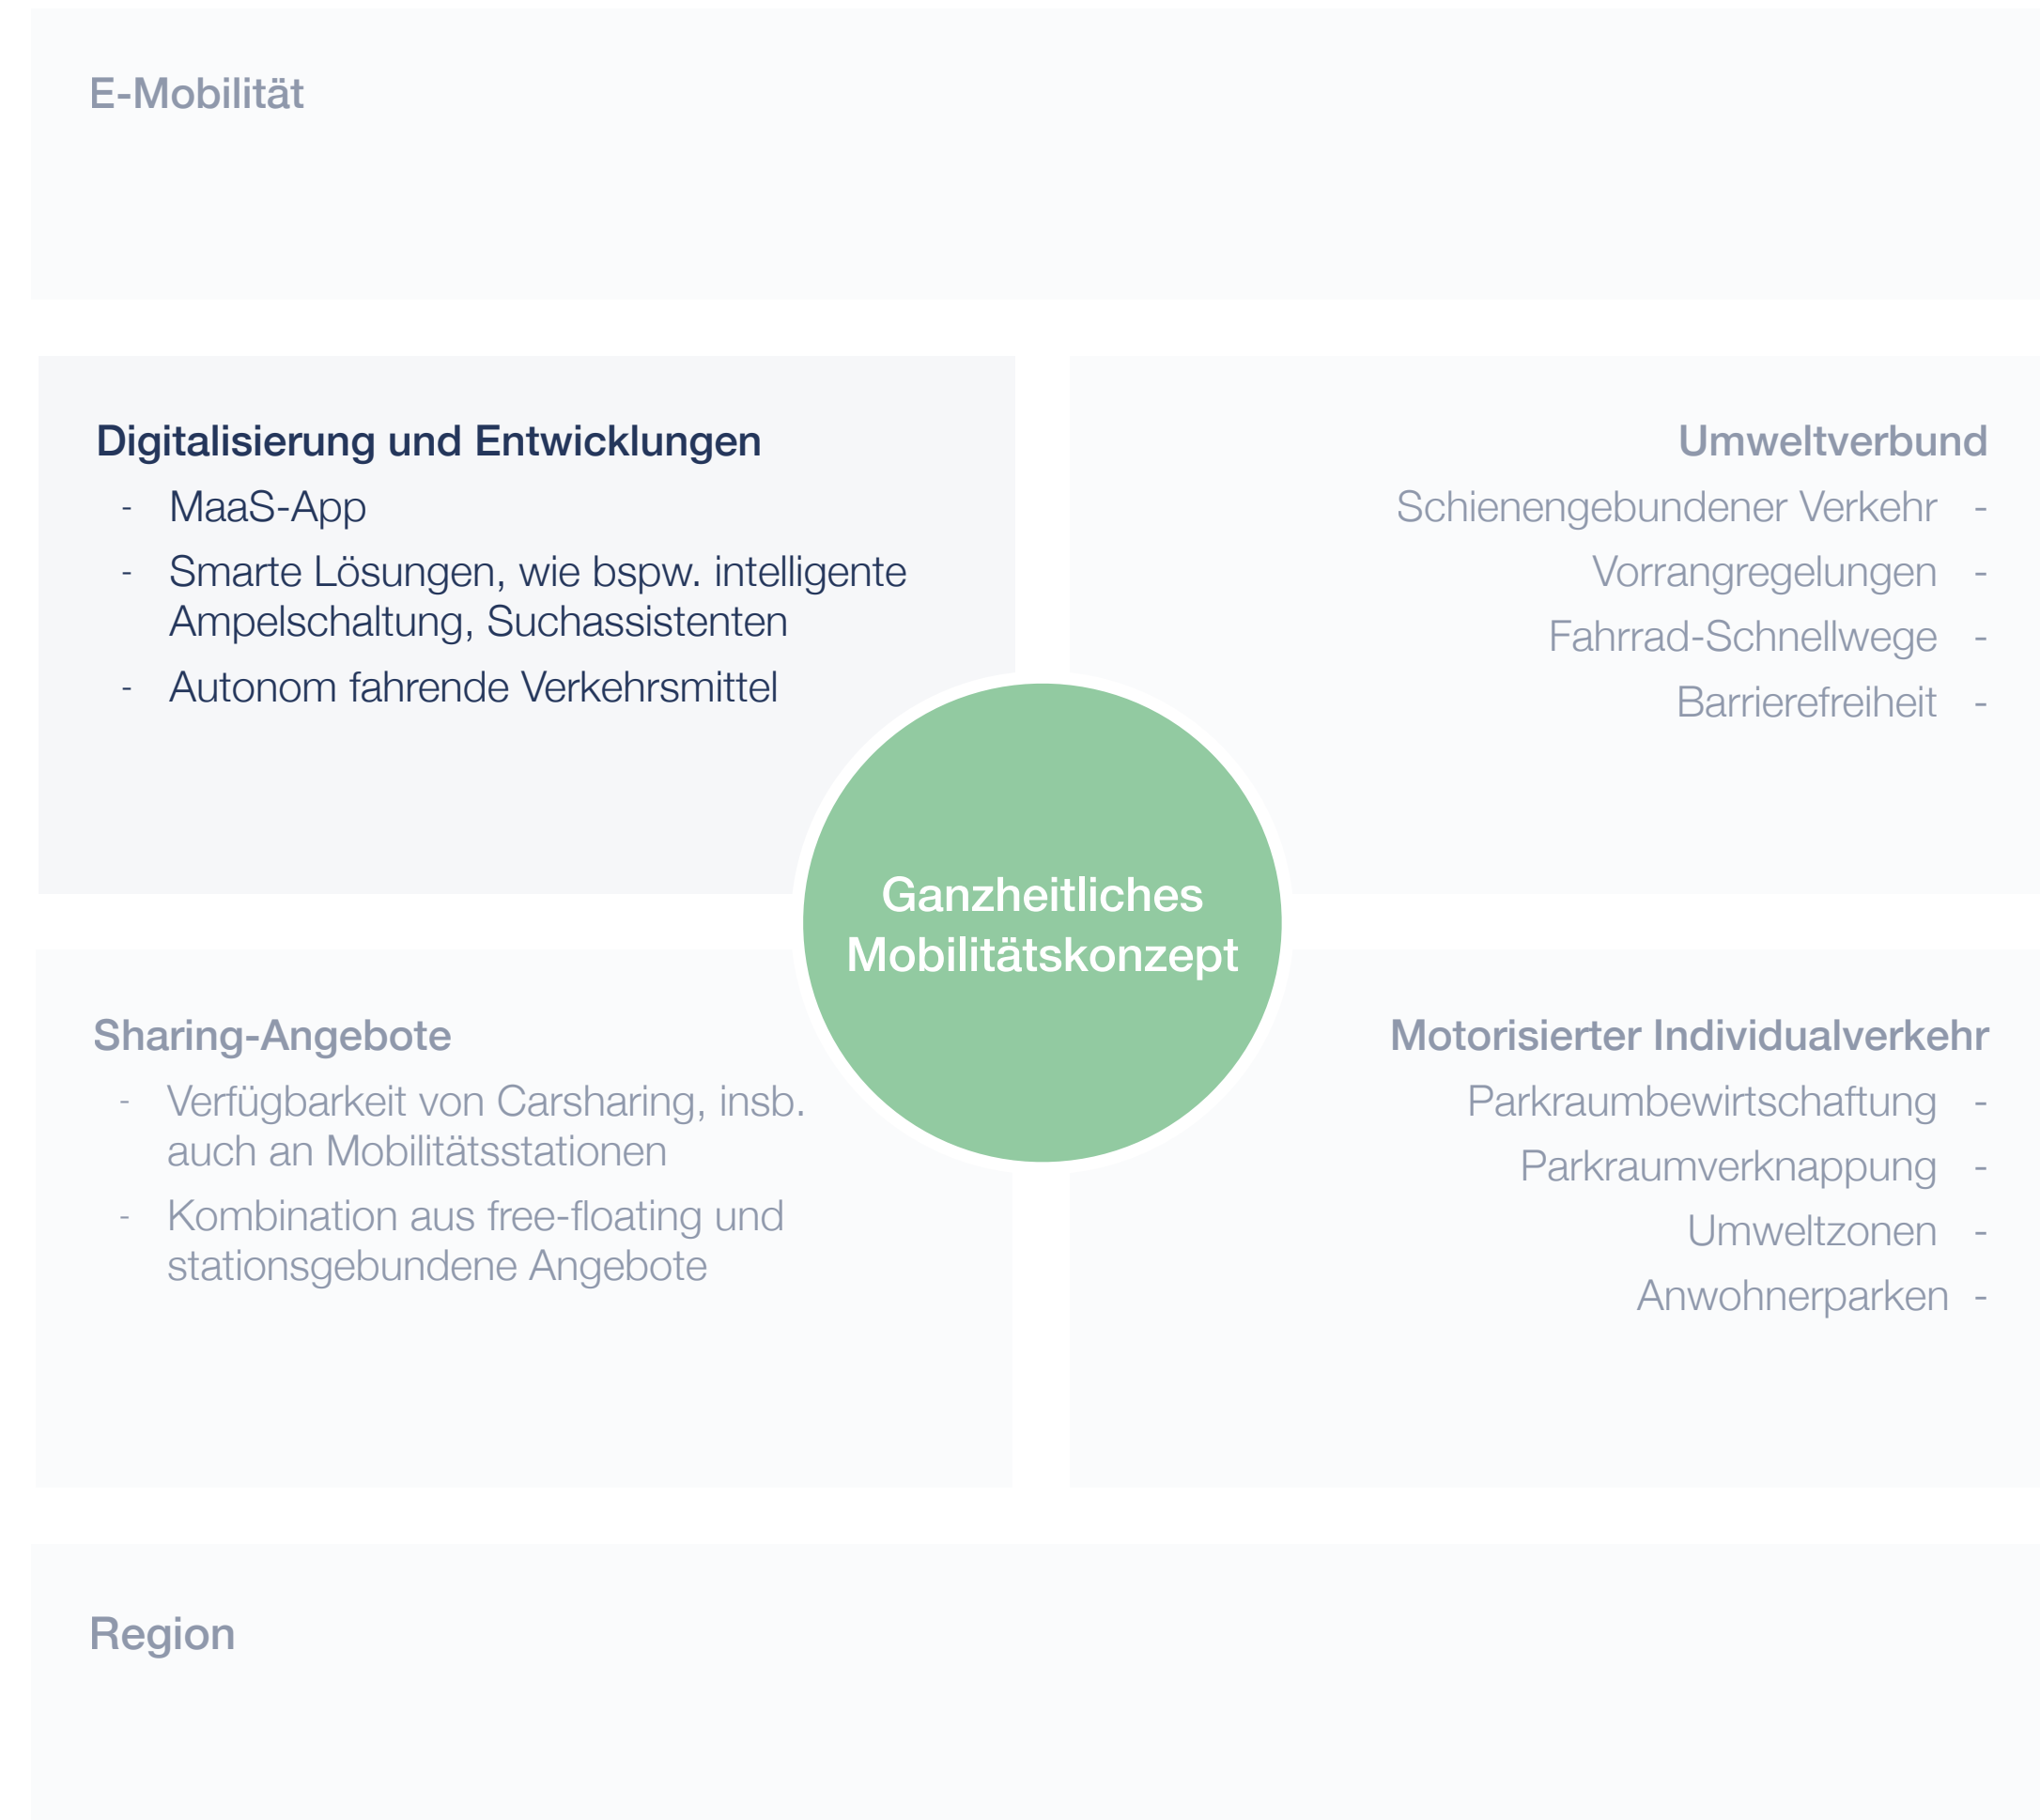 E-Mobilität
Digitalisierung und Entwicklungen
- MaaS-App
- Smarte Lösungen, wie bspw. intelligente
Ampelschaltung, Suchassistenten
- Autonom fahrende Verkehrsmittel
Umweltverbund
Schienengebundener Verkehr -
Vorrangregelungen -
Fahrrad-Schnellwege -
Barrierefreiheit -
Ganzheitliches
Mobilitätskonzept
Sharing-Angebote
- Verfügbarkeit von Carsharing, insb.
auch an Mobilitätsstationen
- Kombination aus free-floating und
stationsgebundene Angebote
Motorisierter Individualverkehr
Parkraumbewirtschaftung -
Parkraumverknappung -
Umweltzonen -
Anwohnerparken -
Region